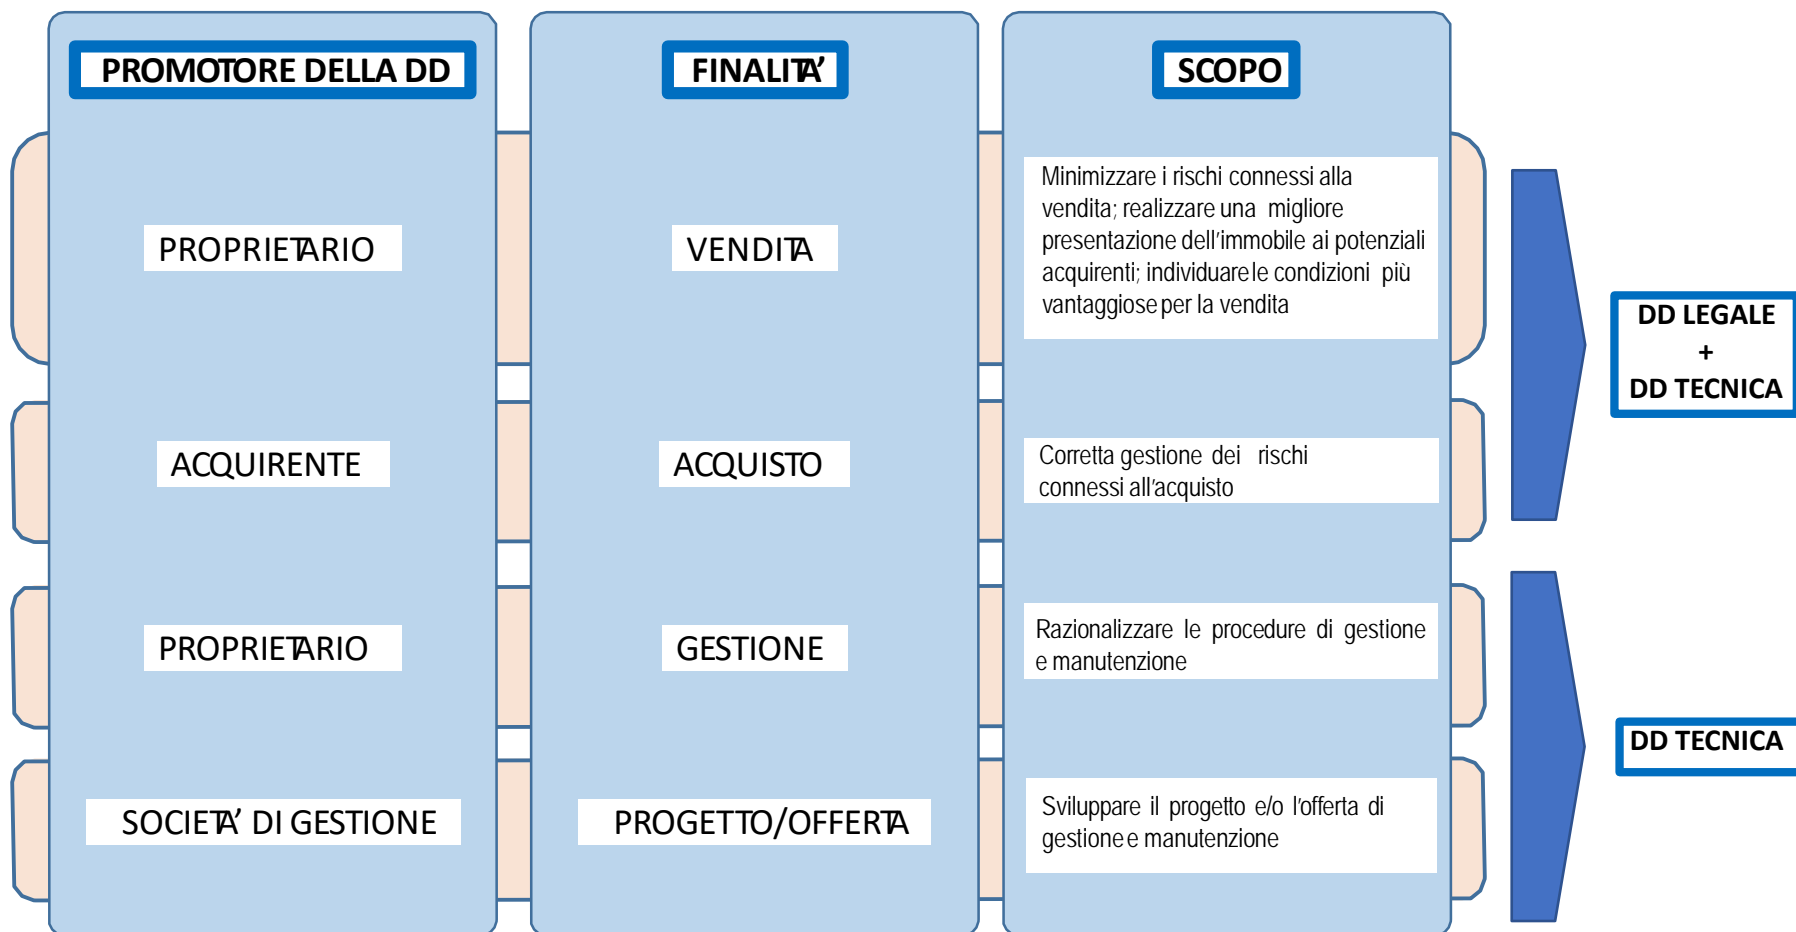 PROMOTORE DELLA DD
FINALITA'
SCOPO
PROPRIETARIO
VENDITA
Minimizzare i rischi connessi alla
vendita; realizzare una migliore
presentazione dell'immobile ai potenziali
acquirenti; individuare le condizioni più
vantaggiose per la vendita
DD LEGALE
+
DD TECNICA
ACQUIRENTE
ACQUISTO
Corretta gestione dei rischi
connessi all'acquisto
PROPRIETARIO
GESTIONE
Razionalizzare le procedure di gestione
e manutenzione
DD TECNICA
SOCIETA' DI GESTIONE
PROGETTO/OFFERTA
Sviluppare il progetto e/o l'offerta di
gestione e manutenzione